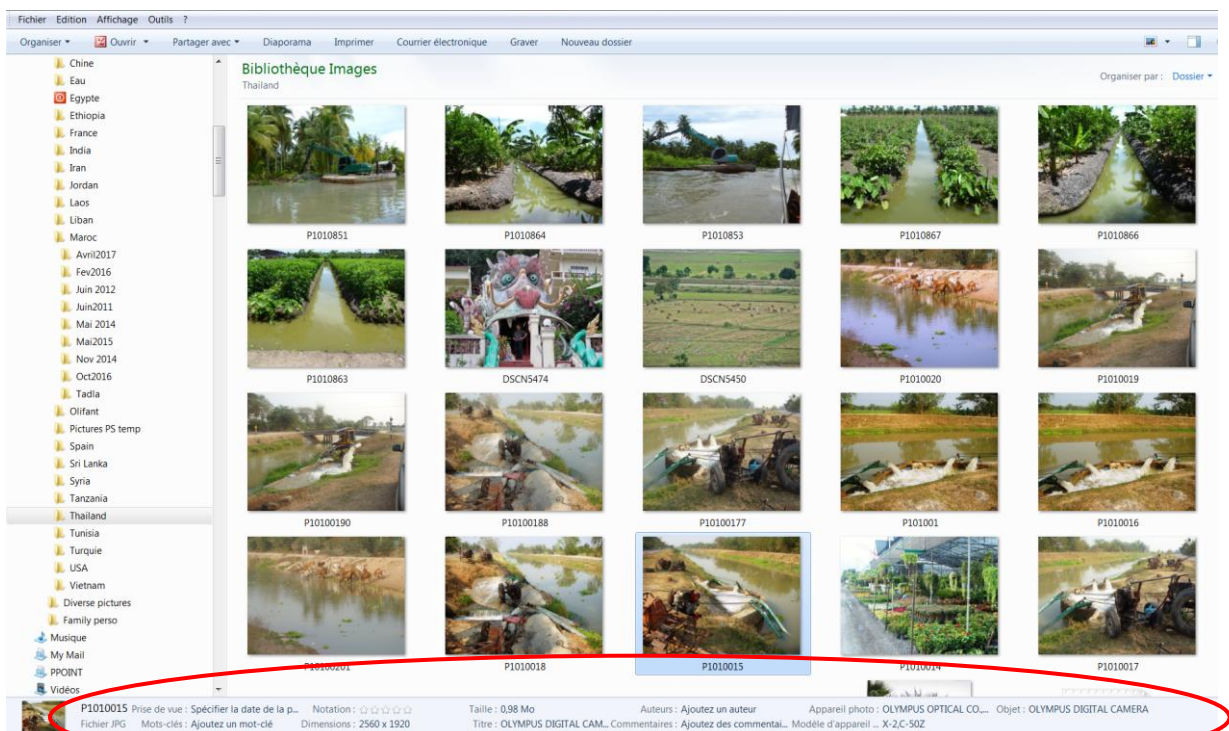 Fichier Edition Affichage Outils ?
Organiser Ouvrir Partager avec Diaporama Imprimer Courrier électronique Graver Nouveau dossier
Chine
Eau
Egypte
Ethiopia
France
India
Iran
Jordan
Laos
Liban
Maroc
Avril2017
Fev2016
Juin 2012
Juin2011
Mai 2014
Mai2015
Nov 2014
Oct2016
Tadla
Olifant
Pictures PS temp
Spain
Sri Lanka
Syria
Tanzania
Thailand
Tunisia
Turquie
USA
Vietnam
Diverse pictures
Family perso
Musique
My Mail
PPOINT
Vidéos
Bibliothèque Images
Thailand
Organiser par : Dossier
P1010851 P1010864 P1010853 P1010867 P1010866
P1010863 DSCN5474 DSCN5450 P1010020 P1010019
P10100190 P10100188 P10100177 P101001 P1010016
P10100201 P1010018 P1010015 P1010014 P1010017
P1010015 Prise de vue : Spécifier la date de la p... Notation : Taille : 0,98 Mo Auteurs : Ajoutez un auteur Appareil photo : OLYMPUS OPTICAL CO.,... Objet : OLYMPUS DIGITAL CAMERA
Fichier JPG Mots-clés : Ajoutez un mot-clé Dimensions : 2560 x 1920 Titre : OLYMPUS DIGITAL CAM... Commentaires : Ajoutez des commentai... Modèle d'appareil ... X-2,C-50Z